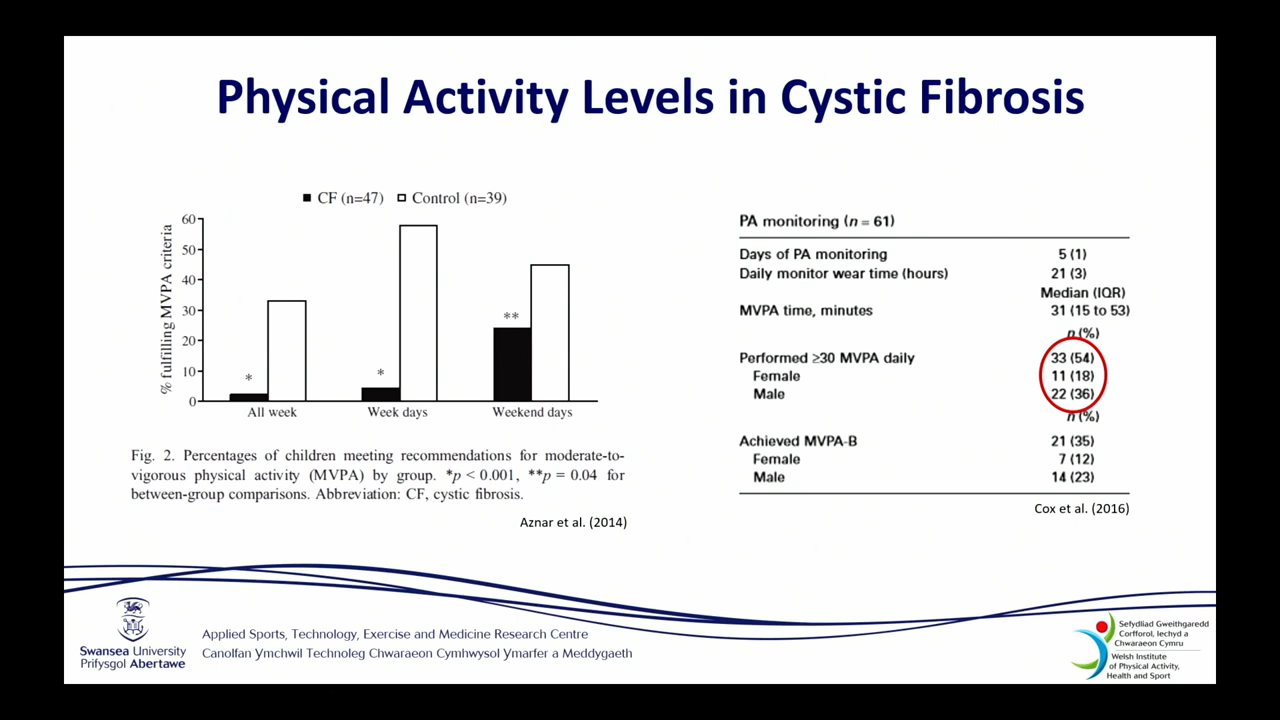 Physical Activity Levels in Cystic Fibrosis
CF (n=47) Control (n=39)
% fulfilling MVPA criteria
60
50
40
30
20
10
0
*
*
**
All week Week days Weekend days
Fig. 2. Percentages of children meeting recommendations for moderate-to-
vigorous physical activity (MVPA) by group. *p < 0.001, **p = 0.04 for
between-group comparisons. Abbreviation: CF, cystic fibrosis.
Aznar et al. (2014)
PA monitoring (n = 61)
Days of PA monitoring 5 (1)
Daily monitor wear time (hours) 21 (3)
Median (IQR)
MVPA time, minutes 31 (15 to 53)
n (%)
Performed ≥30 MVPA daily 33 (54)
Female 11 (18)
Male 22 (36)
n (%)
Achieved MVPA-B 21 (35)
Female 7 (12)
Male 14 (23)
Cox et al. (2016)
Swansea University
Prifysgol Abertawe
Applied Sports, Technology, Exercise and Medicine Research Centre
Canolfan Ymchwil Technoleg Chwaraeon Cymhwysol Ymarfer a Meddygaeth
Sefydliad Gweithgaredd
Corfforol, Iechyd a
Chwaraeon Cymru
Welsh Institute
of Physical Activity,
Health and Sport